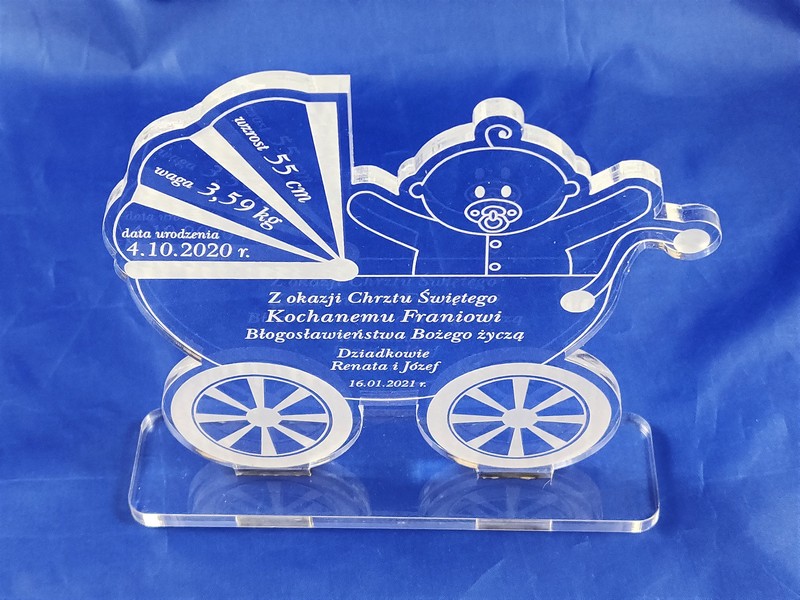 wzrost 55 cm
waga 3,59 kg
data urodzenia
4.10.2020 r.
Z okazji Chrztu Świętego
Kochanemu Franiowi
Błogosławieństwa Bożego życzą
Dziadkowie
Renata i Józef
16.01.2021 r.